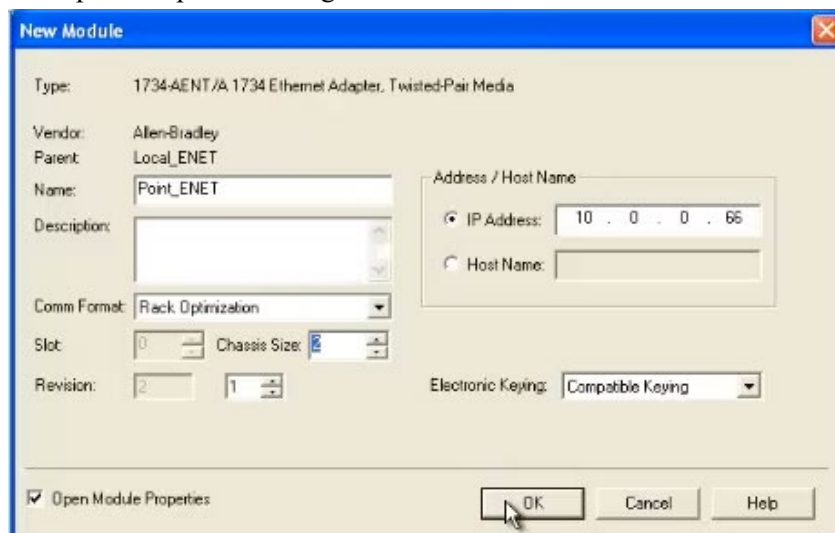 New Module
Type: 1734-AENT/A 1734 Ethernet Adapter, Twisted-Pair Media
Vendor: Allen-Bradley
Parent: Local_ENET
Name: Point_ENET
Address / Host Name
IP Address: 10 . 0 . 0 . 66
Description:
Host Name:
Comm Format: Rack Optimization
Slot: 0 Chassis Size: 2
Revision: 2 1 Electronic Keying: Compatible Keying
Open Module Properties OK Cancel Help